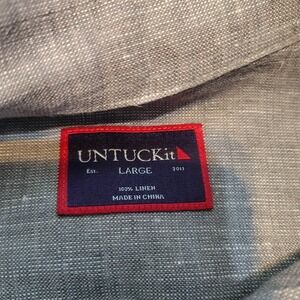 UNTUCKit
Est. LARGE 2011
100% LINEN
MADE IN CHINA